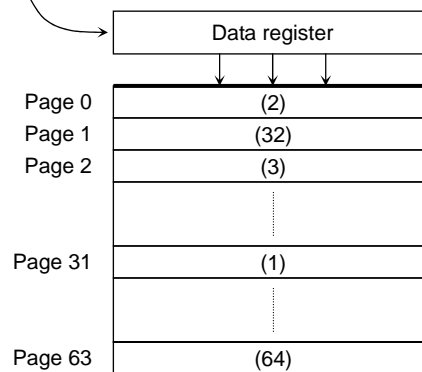 Data register
Page 0 (2)
Page 1 (32)
Page 2 (3)
Page 31 (1)
Page 63 (64)